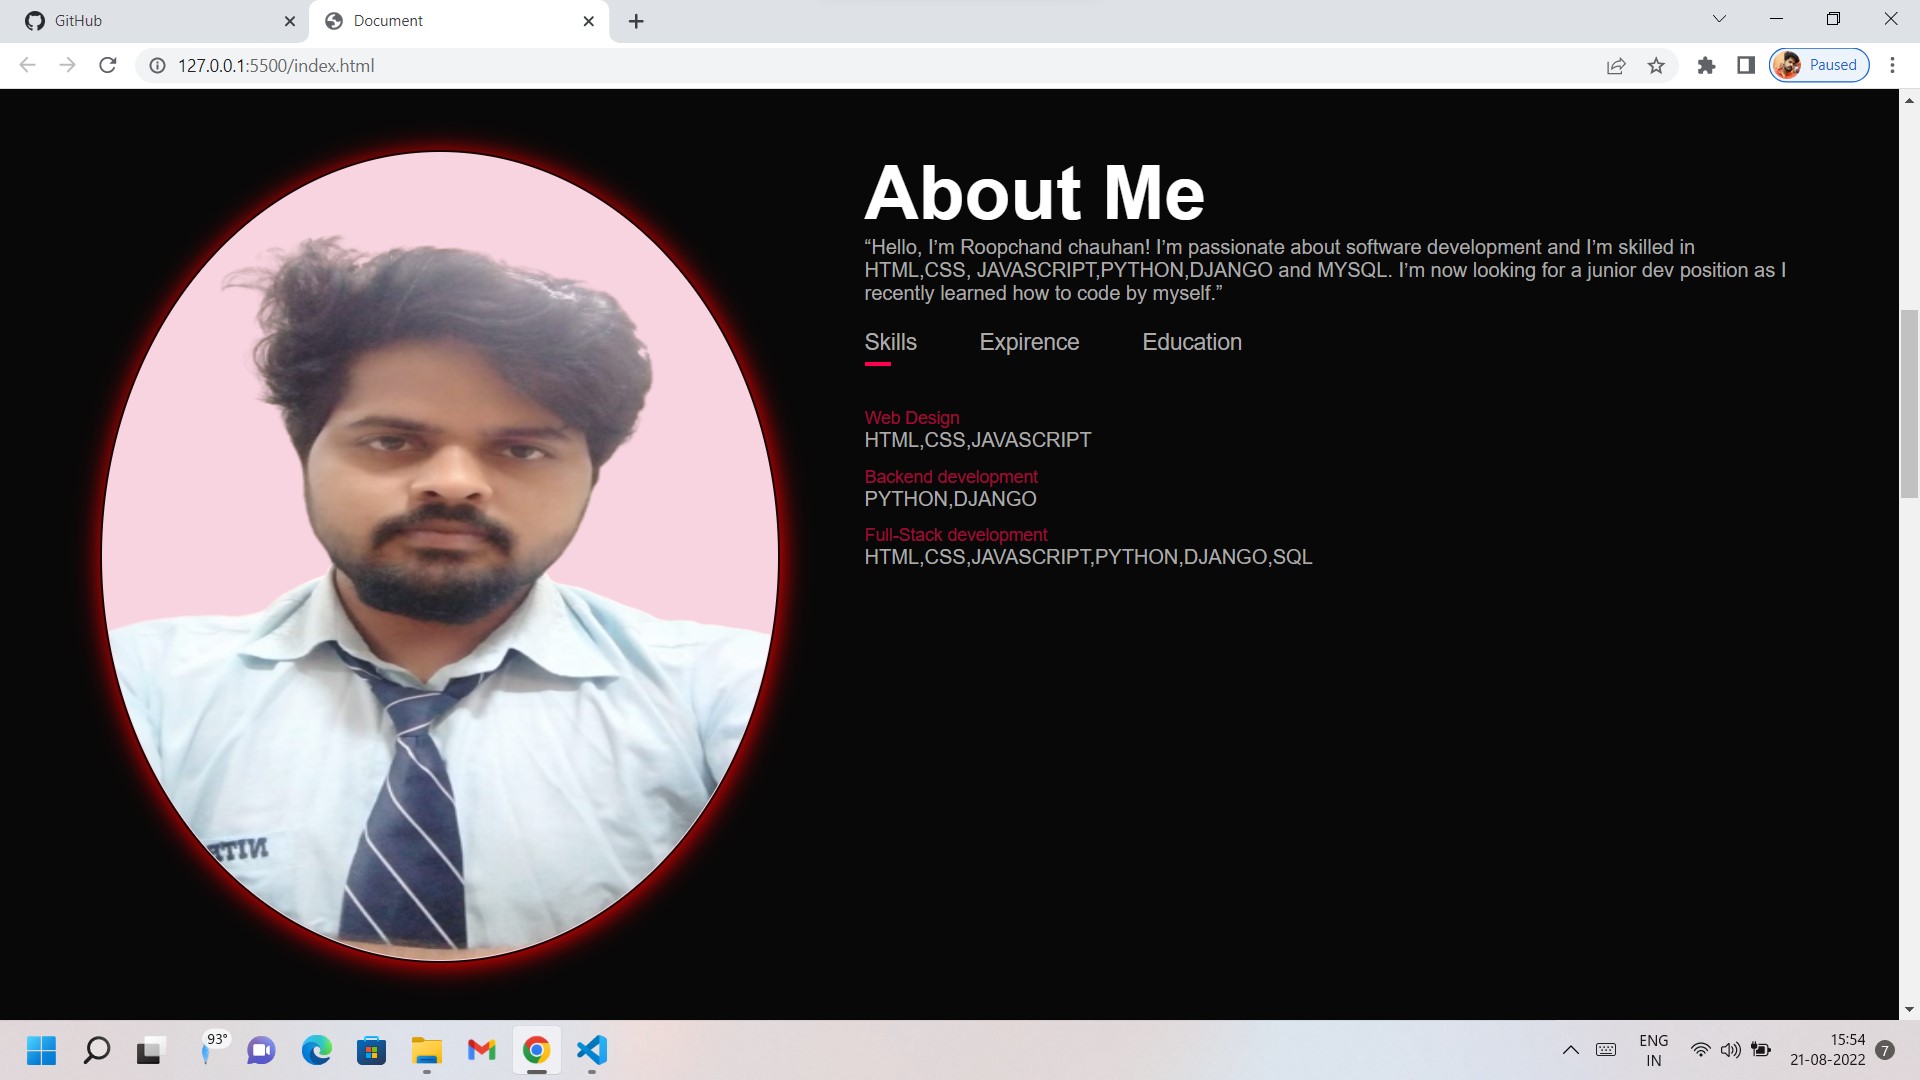 GitHub
Document
127.0.0.1:5500/index.html
Paused
About Me
“Hello, I’m Roopchand chauhan! I’m passionate about software development and I’m skilled in
HTML,CSS, JAVASCRIPT,PYTHON,DJANGO and MYSQL. I’m now looking for a junior dev position as I
recently learned how to code by myself.”
Skills Expirence Education
Web Design
HTML,CSS,JAVASCRIPT
Backend development
PYTHON,DJANGO
Full-Stack development
HTML,CSS,JAVASCRIPT,PYTHON,DJANGO,SQL
93°
ENG
IN
15:54
21-08-2022
7